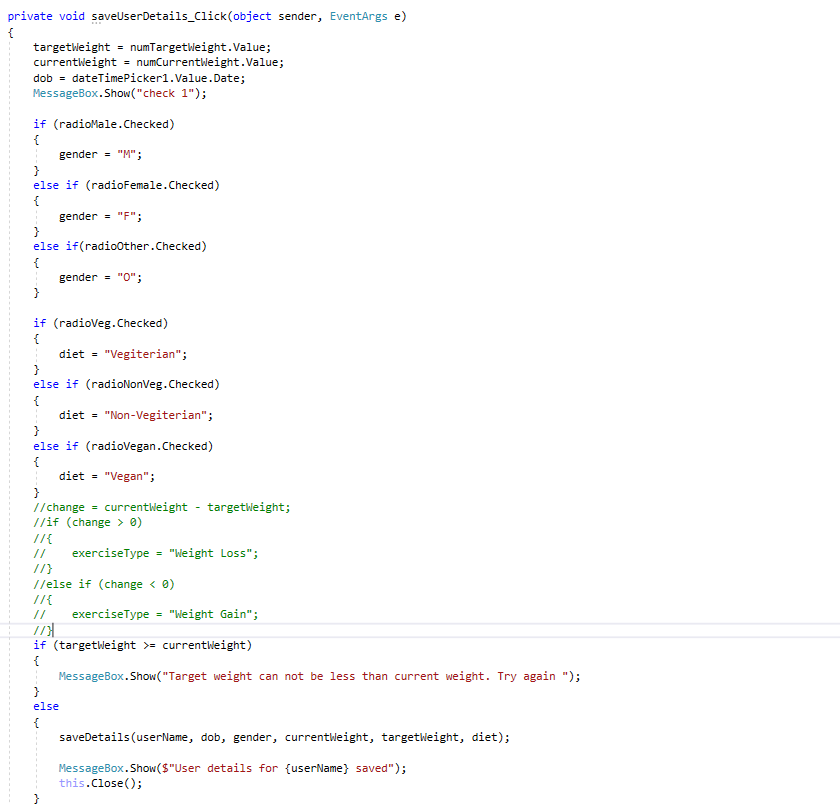 private void saveUserDetails_Click(object sender, EventArgs e)
{
targetWeight = numTargetWeight.Value;
currentWeight = numCurrentWeight.Value;
dob = dateTimePicker1.Value.Date;
MessageBox.Show("check 1");
if (radioMale.Checked)
{
gender = "M";
}
else if (radioFemale.Checked)
{
gender = "F";
}
else if(radioOther.Checked)
{
gender = "O";
}
if (radioVeg.Checked)
{
diet = "Vegiterian";
}
else if (radioNonVeg.Checked)
{
diet = "Non-Vegiterian";
}
else if (radioVegan.Checked)
{
diet = "Vegan";
}
//change = currentWeight - targetWeight;
//if (change > 0)
//{
//    exerciseType = "Weight Loss";
//}
//else if (change < 0)
//{
//    exerciseType = "Weight Gain";
//}
if (targetWeight >= currentWeight)
{
MessageBox.Show("Target weight can not be less than current weight. Try again ");
}
else
{
saveDetails(userName, dob, gender, currentWeight, targetWeight, diet);
MessageBox.Show($"User details for {userName} saved");
this.Close();
}